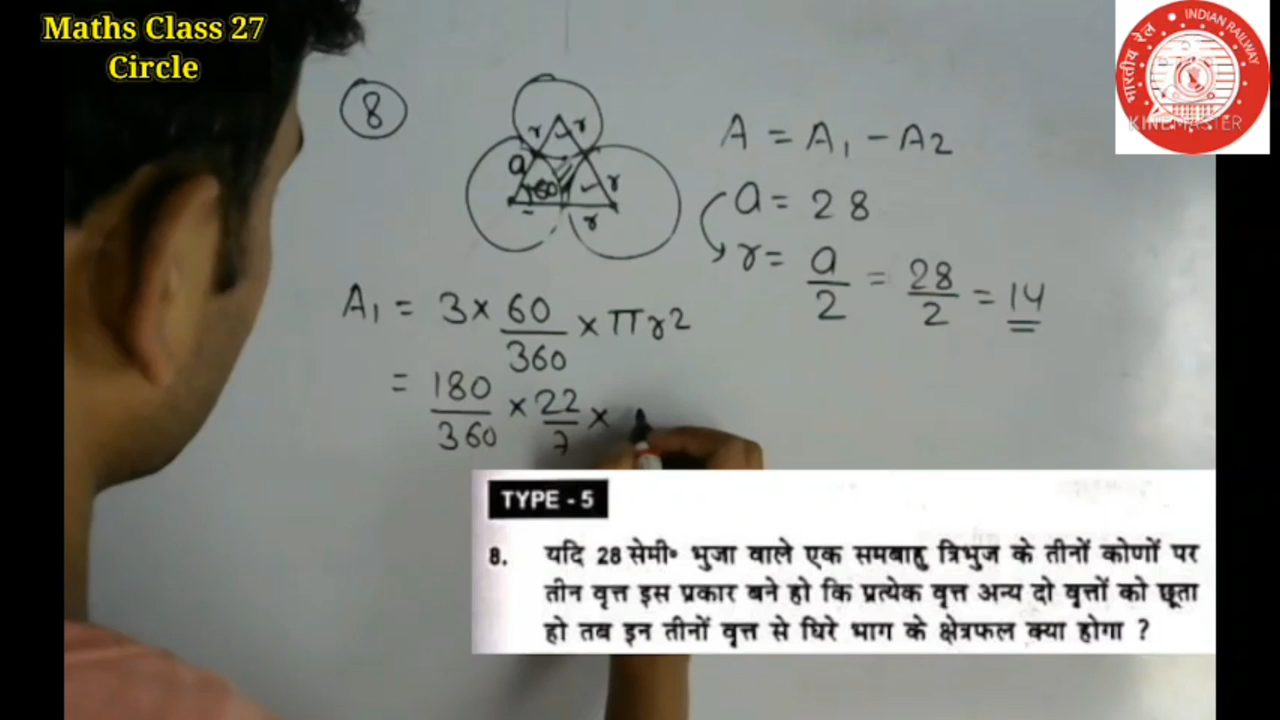 Maths Class 27
Circle
भारतीय रेल
INDIAN RAILWAY
KINEMASTER
8
r r
a r
60
r
A = A₁ - A2
a = 28
r = a/2 = 28/2 = 14
A₁ = 3 × 60/360 × πr2
= 180/360 × 22/7 ×
TYPE - 5
8. यदि 28 सेमी॰ भुजा वाले एक समबाहु त्रिभुज के तीनों कोणों पर
तीन वृत्त इस प्रकार बने हो कि प्रत्येक वृत्त अन्य दो वृत्तों को छूता
हो तब इन तीनों वृत्त से घिरे भाग के क्षेत्रफल क्या होगा ?